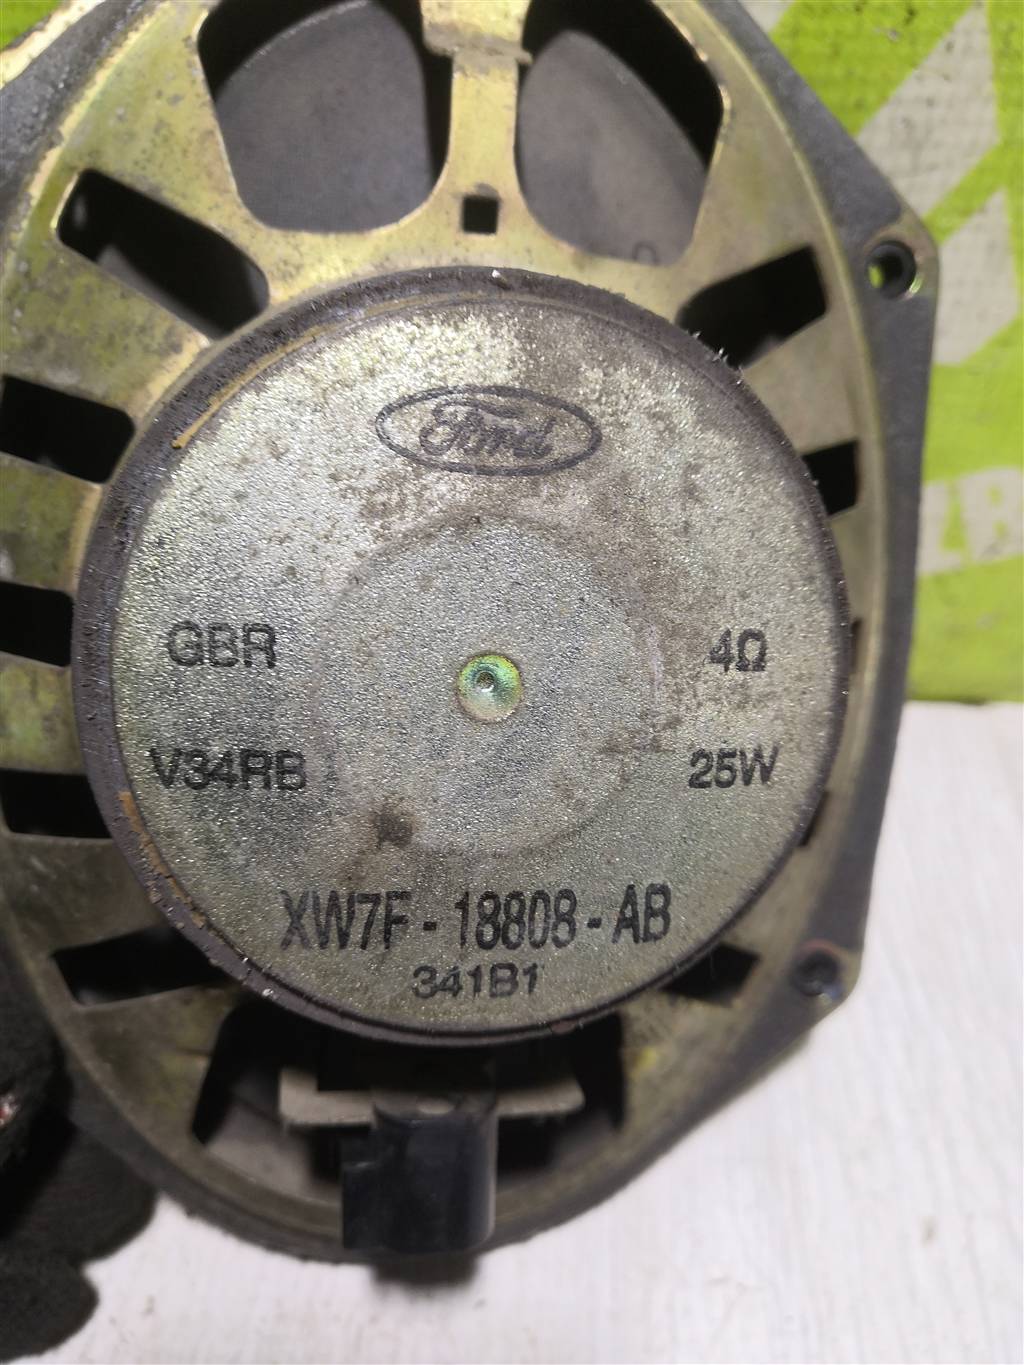 Ford
GBR
4Ω
V34RB
25W
XW7F-18808-AB
341B1